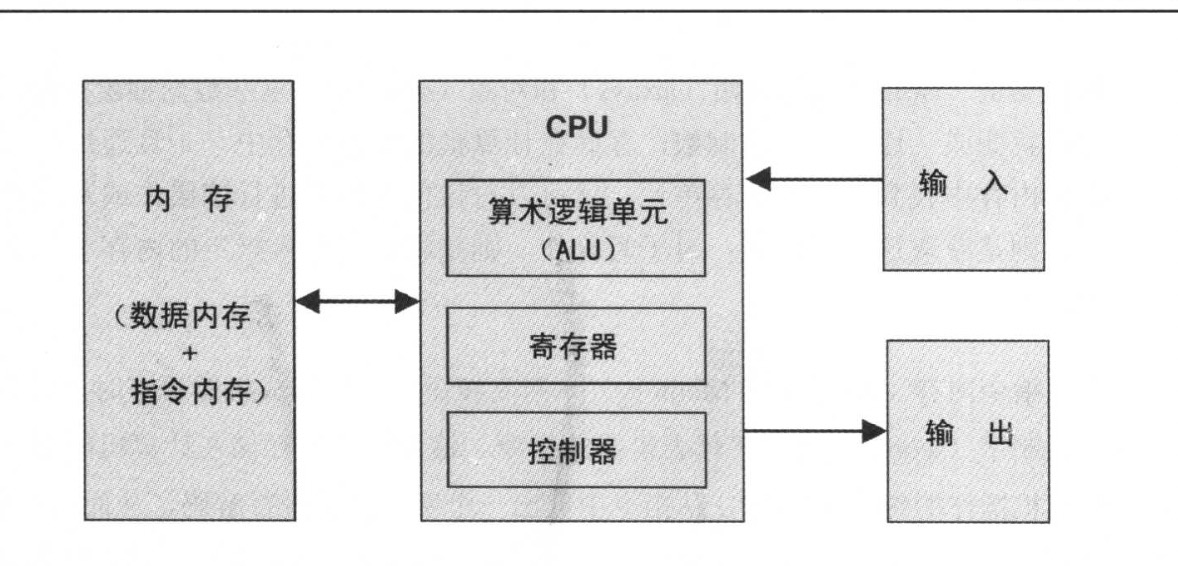 内 存
（数据内存
+
指令内存）
CPU
算术逻辑单元
（ALU）
寄存器
控制器
输 入
输 出